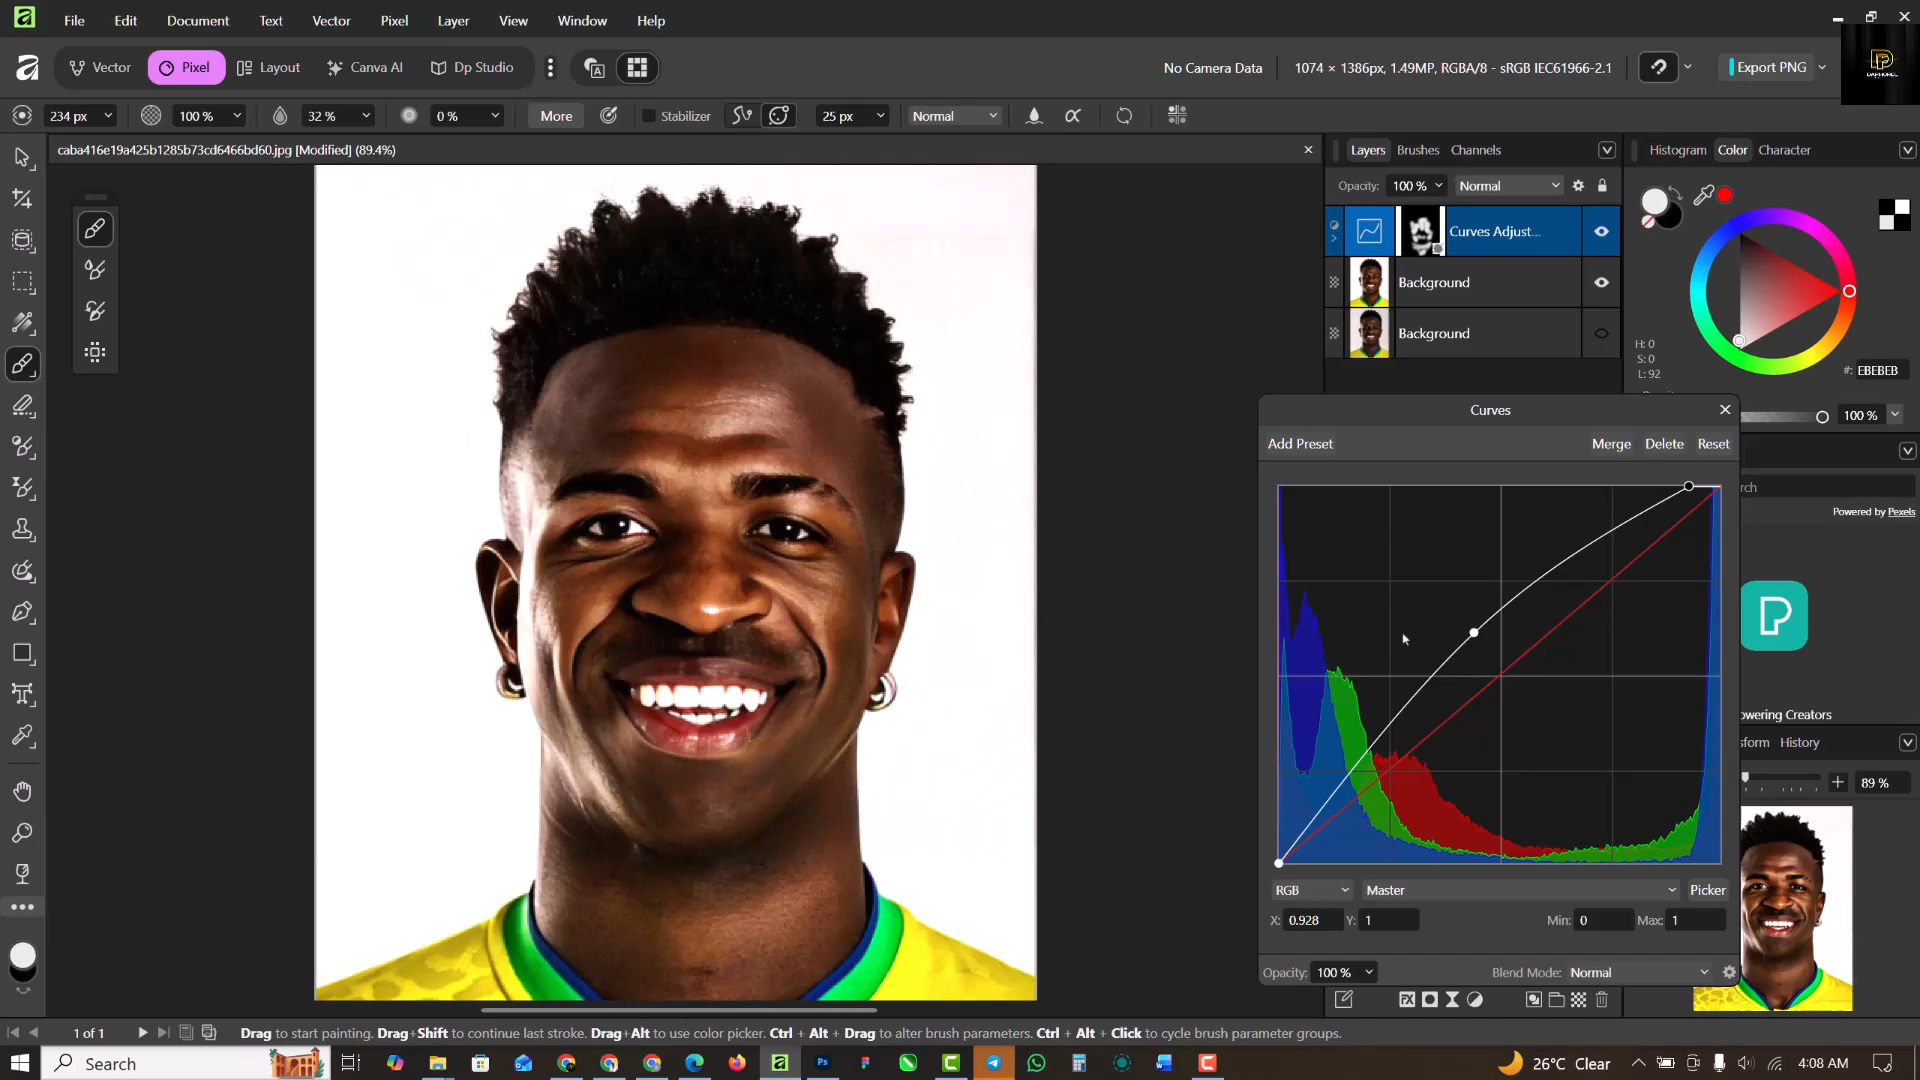 File Edit Document Text Vector Pixel Layer View Window Help
Vector Pixel Layout Canva AI Dp Studio No Camera Data 1074 × 1386px, 1.49MP, RGBA/8 - sRGB IEC61966-2.1 Export PNG
234 px 100 % 32 % 0 % More Stabilizer 25 px Normal
caba416e19a425b1285b73cd6466bd60.jpg [Modified] (89.4%)
Layers Brushes Channels
Opacity: 100 % Normal
Curves Adjust...
Background
Background
Histogram Color Character
H: 0
S: 0
L: 92
#: EBEBEB
100 %
Curves
Add Preset Merge Delete Reset
RGB Master Picker
X: 0.928 Y: 1 Min: 0 Max: 1
Opacity: 100 % Blend Mode: Normal
rch
Powered by Pexels
owering Creators
sform History
89 %
1 of 1 Drag to start painting. Drag+Shift to continue last stroke. Drag+Alt to use color picker. Ctrl + Alt + Drag to alter brush parameters. Ctrl + Alt + Click to cycle brush parameter groups.
Search 26°C Clear 4:08 AM